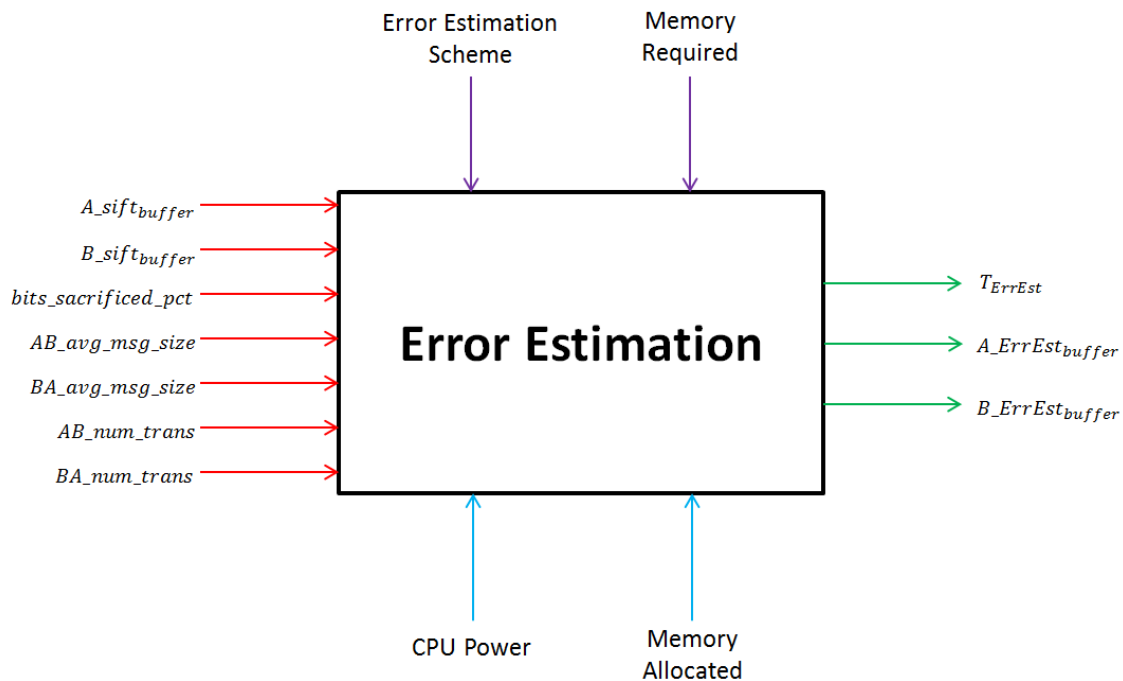 Error Estimation
Scheme
Memory
Required
A_sift_buffer
B_sift_buffer
bits_sacrificed_pct
AB_avg_msg_size
BA_avg_msg_size
AB_num_trans
BA_num_trans
Error Estimation
T_ErrEst
A_ErrEst_buffer
B_ErrEst_buffer
CPU Power
Memory
Allocated